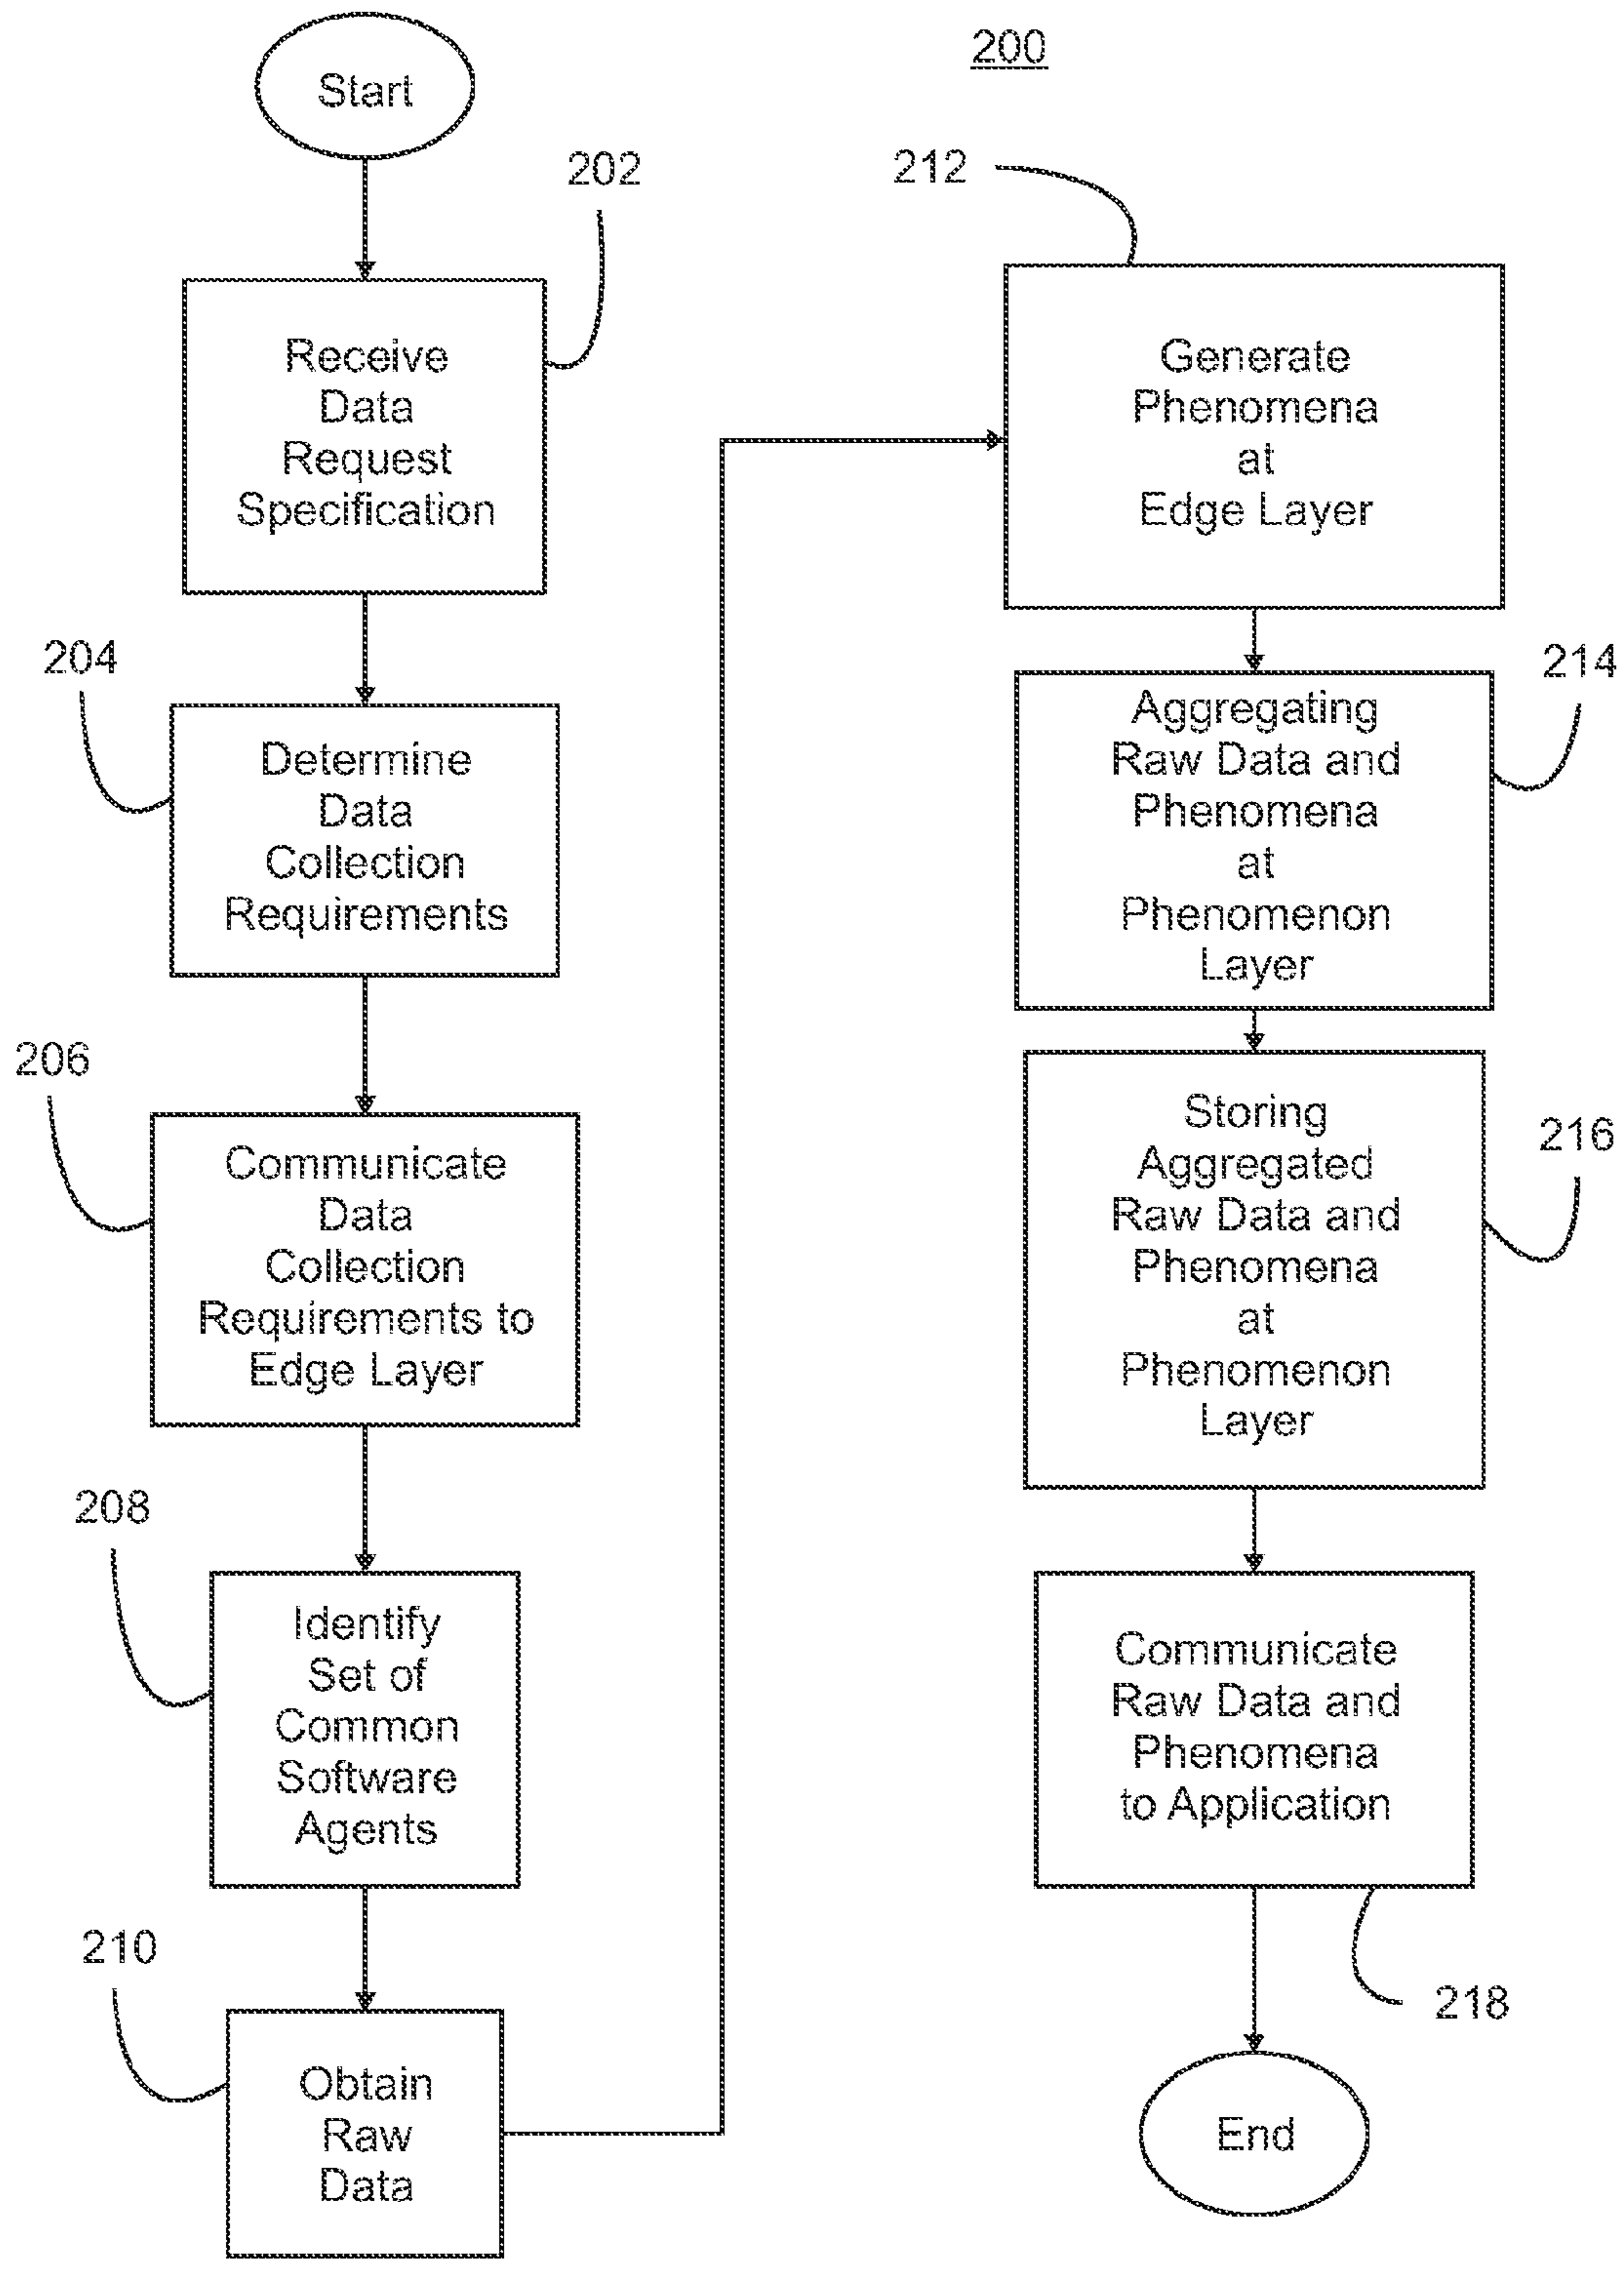 200
Start
202
Receive
Data
Request
Specification
204
Determine
Data
Collection
Requirements
206
Communicate
Data
Collection
Requirements to
Edge Layer
208
Identify
Set of
Common
Software
Agents
210
Obtain
Raw
Data
212
Generate
Phenomena
at
Edge Layer
214
Aggregating
Raw Data and
Phenomena
at
Phenomenon
Layer
216
Storing
Aggregated
Raw Data and
Phenomena
at
Phenomenon
Layer
Communicate
Raw Data and
Phenomena
to Application
218
End